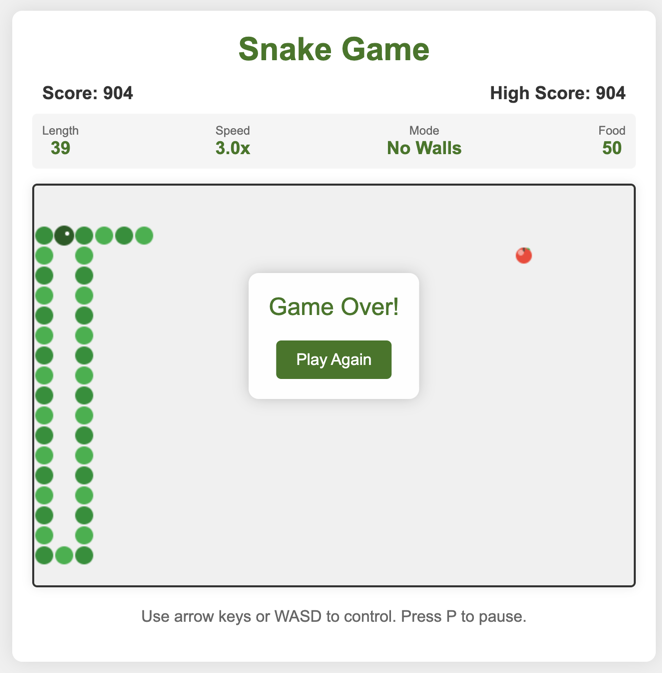 Snake Game
Score: 904
High Score: 904
Length
39
Speed
3.0x
Mode
No Walls
Food
50
Game Over!
Play Again
Use arrow keys or WASD to control. Press P to pause.